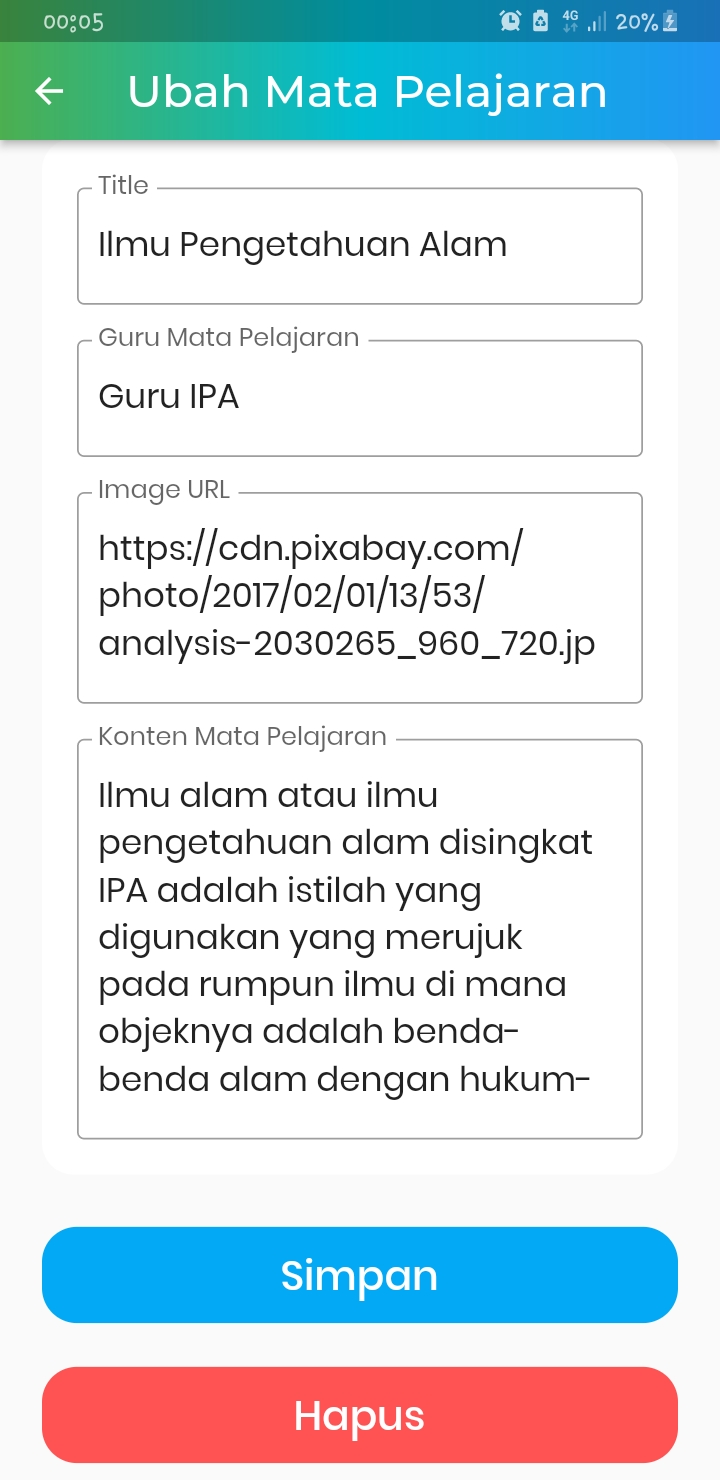 00:05
4G
20%
Ubah Mata Pelajaran
Title
Ilmu Pengetahuan Alam
Guru Mata Pelajaran
Guru IPA
Image URL
https://cdn.pixabay.com/
photo/2017/02/01/13/53/
analysis-2030265_960_720.jp
Konten Mata Pelajaran
Ilmu alam atau ilmu
pengetahuan alam disingkat
IPA adalah istilah yang
digunakan yang merujuk
pada rumpun ilmu di mana
objeknya adalah benda-
benda alam dengan hukum-
Simpan
Hapus